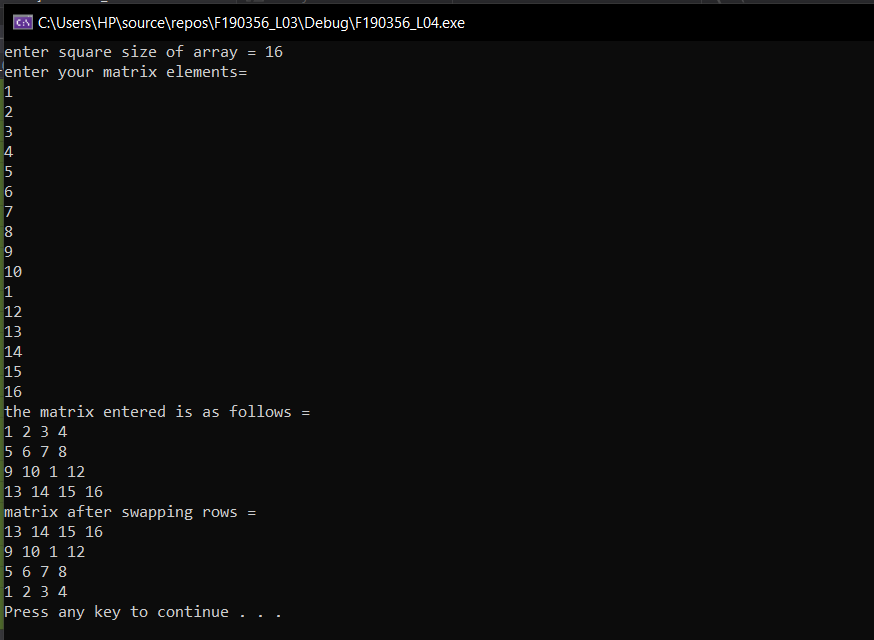 C:\Users\HP\source\repos\F190356_L03\Debug\F190356_L04.exe
enter square size of array = 16
enter your matrix elements=
1
2
3
4
5
6
7
8
9
10
1
12
13
14
15
16
the matrix entered is as follows =
1 2 3 4
5 6 7 8
9 10 1 12
13 14 15 16
matrix after swapping rows =
13 14 15 16
9 10 1 12
5 6 7 8
1 2 3 4
Press any key to continue . . .